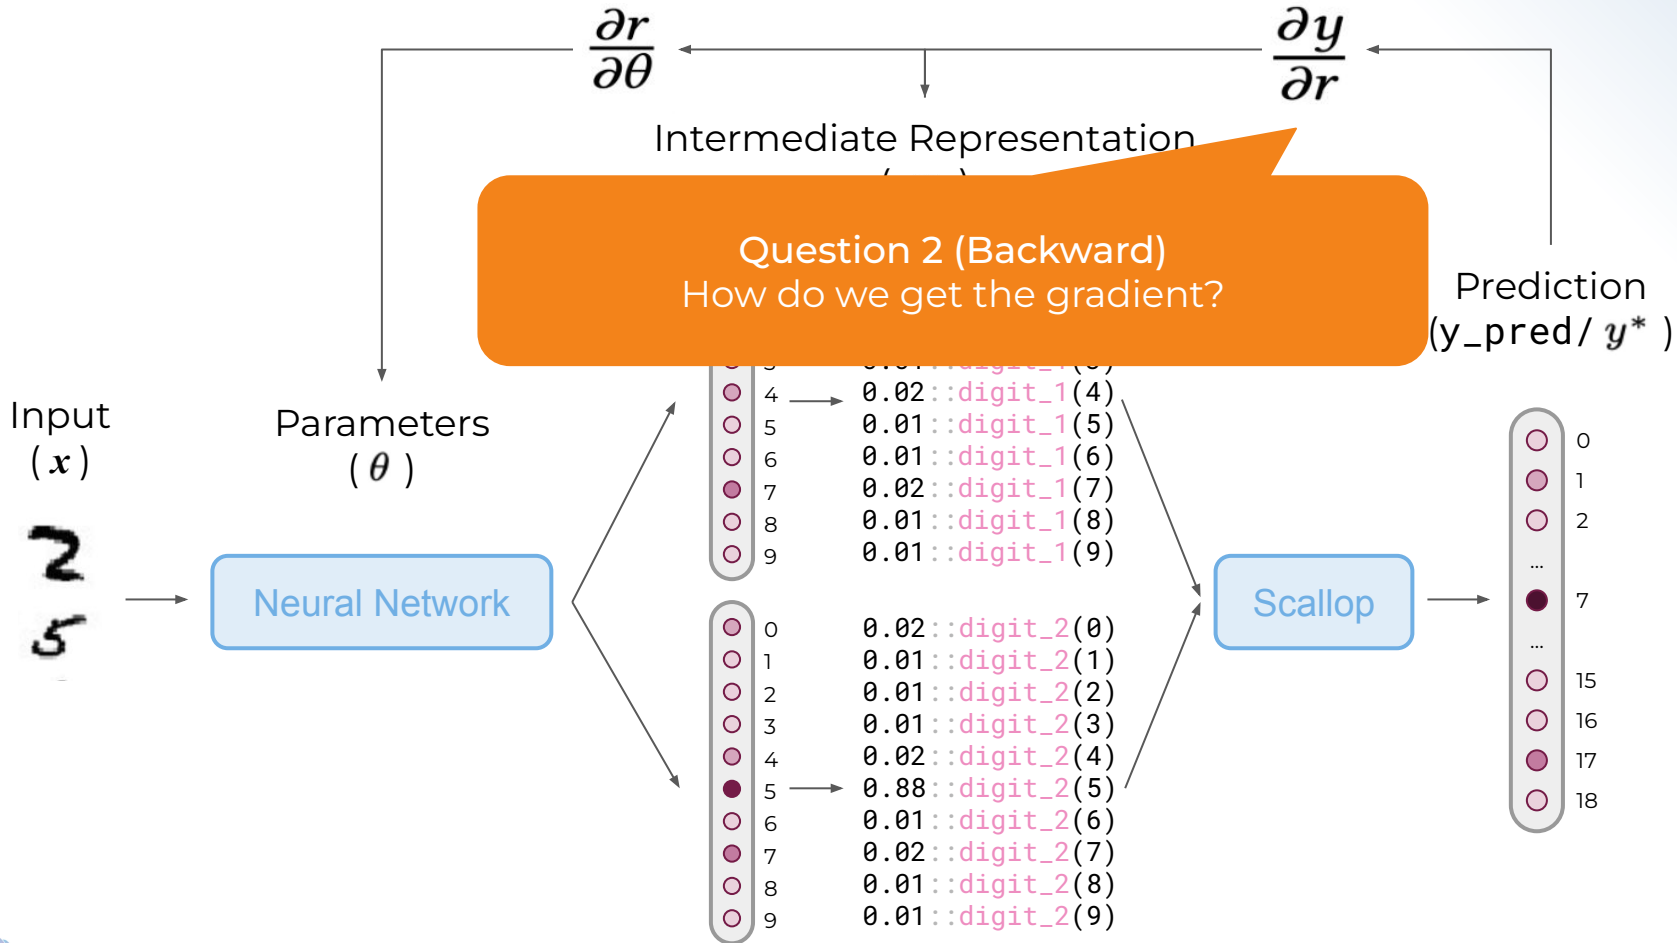 ∂r/∂θ
∂y/∂r
Intermediate Representation
Question 2 (Backward)
How do we get the gradient?
Prediction
(y_pred/ y* )
Input
( x )
Parameters
( θ )
2
5
Neural Network
4 0.02::digit_1(4)
5 0.01::digit_1(5)
6 0.01::digit_1(6)
7 0.02::digit_1(7)
8 0.01::digit_1(8)
9 0.01::digit_1(9)
0 0.02::digit_2(0)
1 0.01::digit_2(1)
2 0.01::digit_2(2)
3 0.01::digit_2(3)
4 0.02::digit_2(4)
5 0.88::digit_2(5)
6 0.01::digit_2(6)
7 0.02::digit_2(7)
8 0.01::digit_2(8)
9 0.01::digit_2(9)
Scallop
0
1
2
...
7
...
15
16
17
18